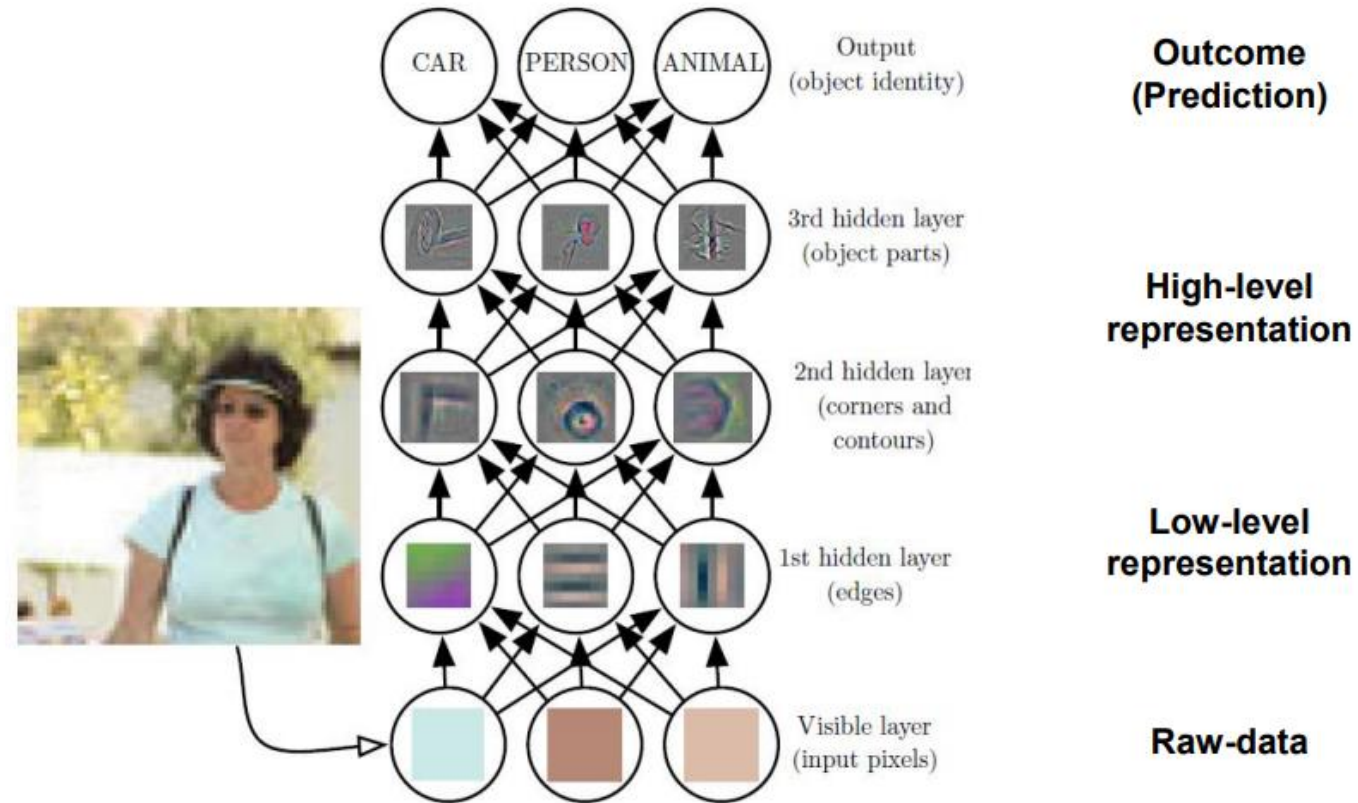 CAR PERSON ANIMAL
Output
(object identity)
Outcome
(Prediction)
3rd hidden layer
(object parts)
High-level
representation
2nd hidden layer
(corners and
contours)
Low-level
representation
1st hidden layer
(edges)
Visible layer
(input pixels)
Raw-data